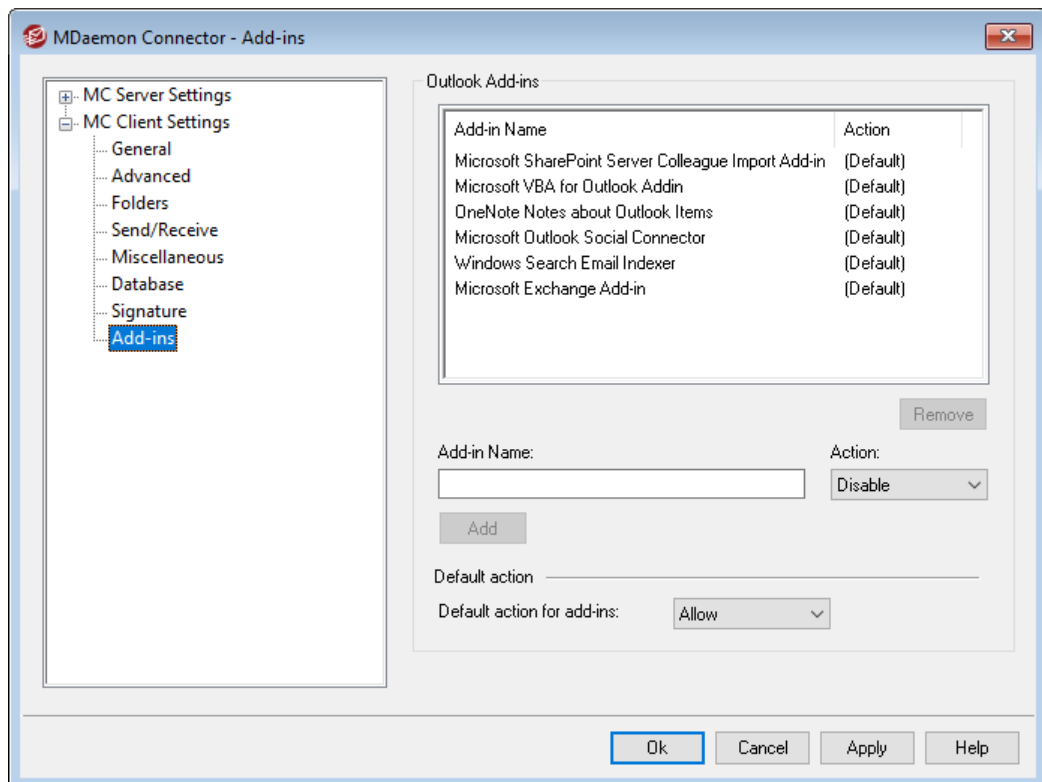 MDaemon Connector - Add-ins
MC Server Settings
MC Client Settings
General
Advanced
Folders
Send/Receive
Miscellaneous
Database
Signature
Add-ins
Outlook Add-ins
Add-in Name Action
Microsoft SharePoint Server Colleague Import Add-in (Default)
Microsoft VBA for Outlook Addin (Default)
OneNote Notes about Outlook Items (Default)
Microsoft Outlook Social Connector (Default)
Windows Search Email Indexer (Default)
Microsoft Exchange Add-in (Default)
Remove
Add-in Name: Action:
Disable
Add
Default action
Default action for add-ins: Allow
Ok Cancel Apply Help